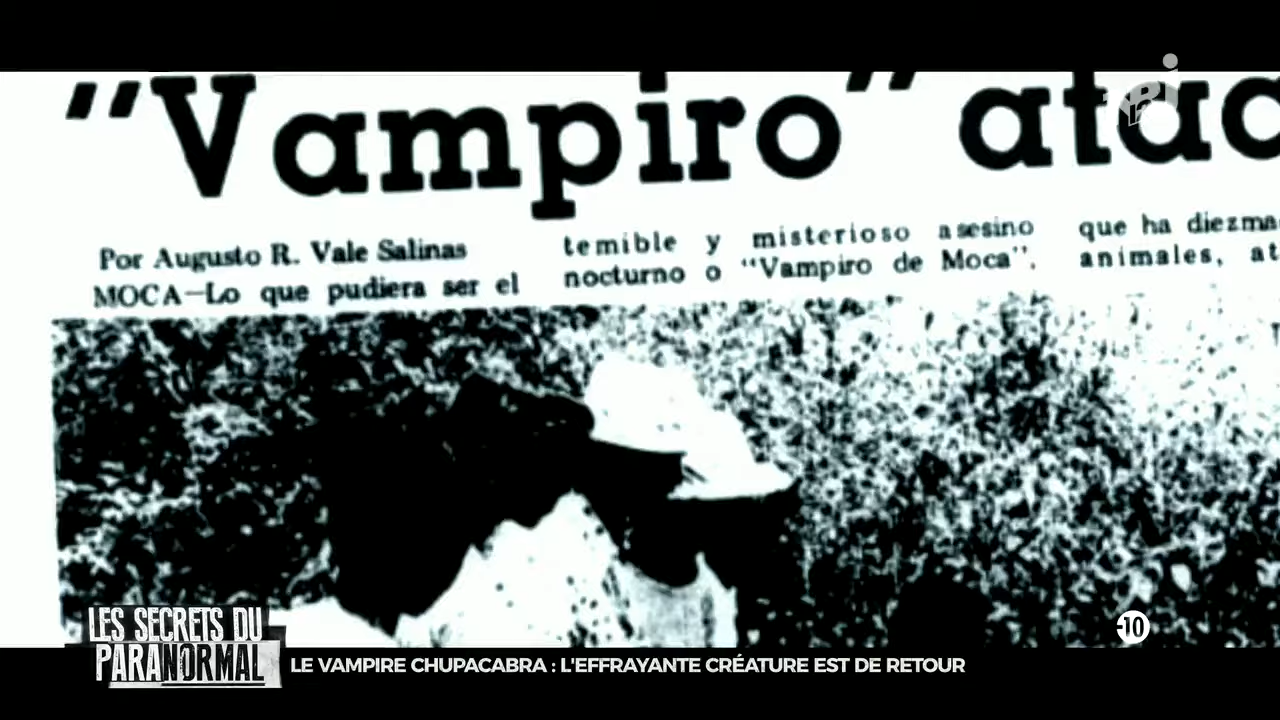 "Vampiro" atac
Por Augusto R. Vale Salinas
MOCA—Lo que pudiera ser el
temible y misterioso asesino
nocturno o "Vampiro de Moca",
que ha diezma
animales, at
LES SECRETS DU
PARANORMAL
LE VAMPIRE CHUPACABRA : L'EFFRAYANTE CRÉATURE EST DE RETOUR
-10